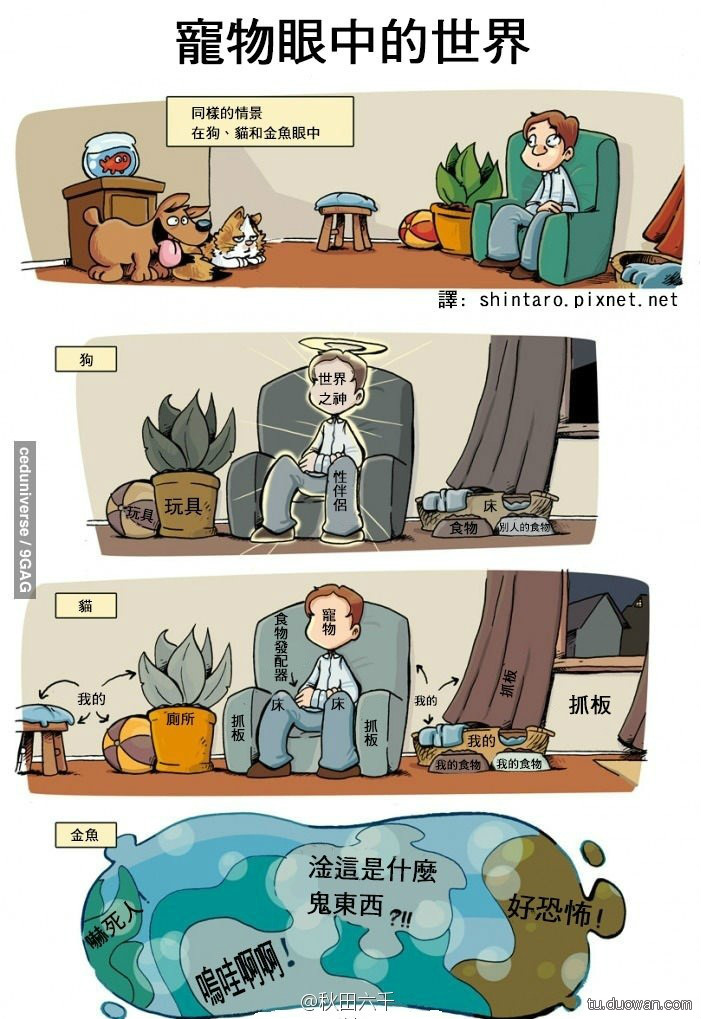 寵物眼中的世界
同樣的情景
在狗、貓和金魚眼中
譯: shintaro.pixnet.net
狗
世界
之神
性伴侶
玩具
玩具
床
食物
別人的食物
ceduniverse / 9GAG
貓
寵物
食物發配器
我的
廁所
床
床
抓板
抓板
我的
抓板
抓板
我的
我的食物
我的食物
金魚
嚇死人
嗚哇啊啊!
淦這是什麼
鬼東西?!!
好恐怖!
@秋田六千
tu.duowan.com